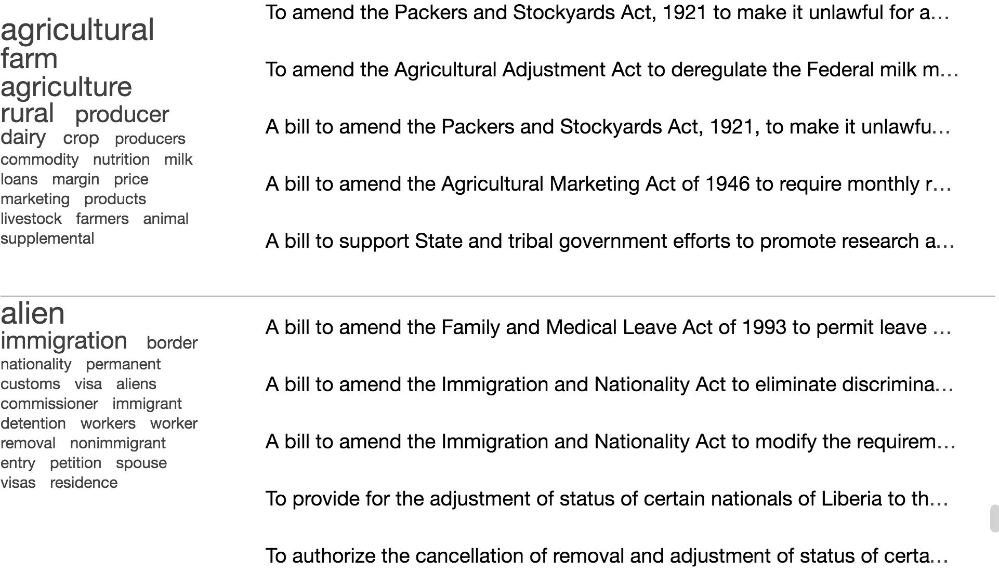 agricultural
farm
agriculture
rural producer
dairy crop producers
commodity nutrition milk
loans margin price
marketing products
livestock farmers animal
supplemental
To amend the Packers and Stockyards Act, 1921 to make it unlawful for a...
To amend the Agricultural Adjustment Act to deregulate the Federal milk m...
A bill to amend the Packers and Stockyards Act, 1921, to make it unlawfu...
A bill to amend the Agricultural Marketing Act of 1946 to require monthly r...
A bill to support State and tribal government efforts to promote research a...
alien
immigration border
nationality permanent
customs visa aliens
commissioner immigrant
detention workers worker
removal nonimmigrant
entry petition spouse
visas residence
A bill to amend the Family and Medical Leave Act of 1993 to permit leave ...
A bill to amend the Immigration and Nationality Act to eliminate discrimina...
A bill to amend the Immigration and Nationality Act to modify the requirem...
To provide for the adjustment of status of certain nationals of Liberia to th...
To authorize the cancellation of removal and adjustment of status of certa...